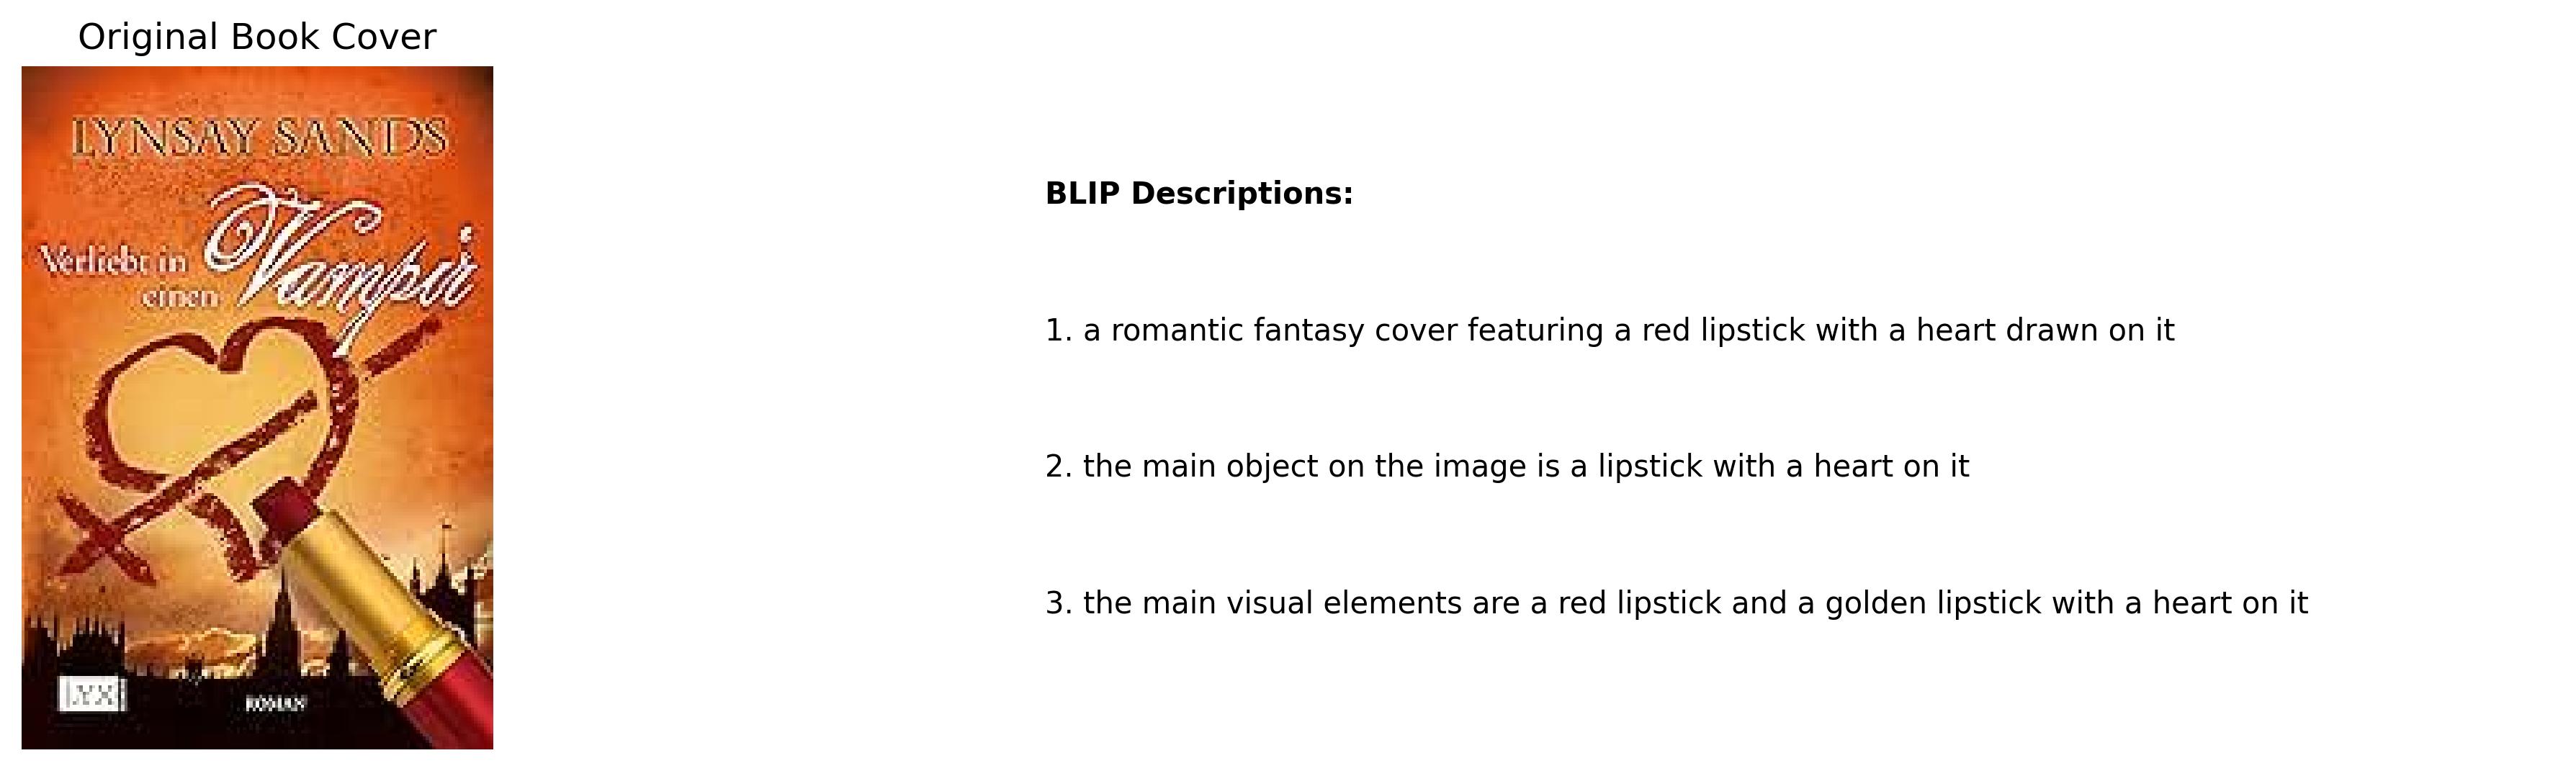 Original Book Cover
LYNSAY SANDS
Verliebt in
einen Vampir
LYX
ROMAN
BLIP Descriptions:
1. a romantic fantasy cover featuring a red lipstick with a heart drawn on it
2. the main object on the image is a lipstick with a heart on it
3. the main visual elements are a red lipstick and a golden lipstick with a heart on it